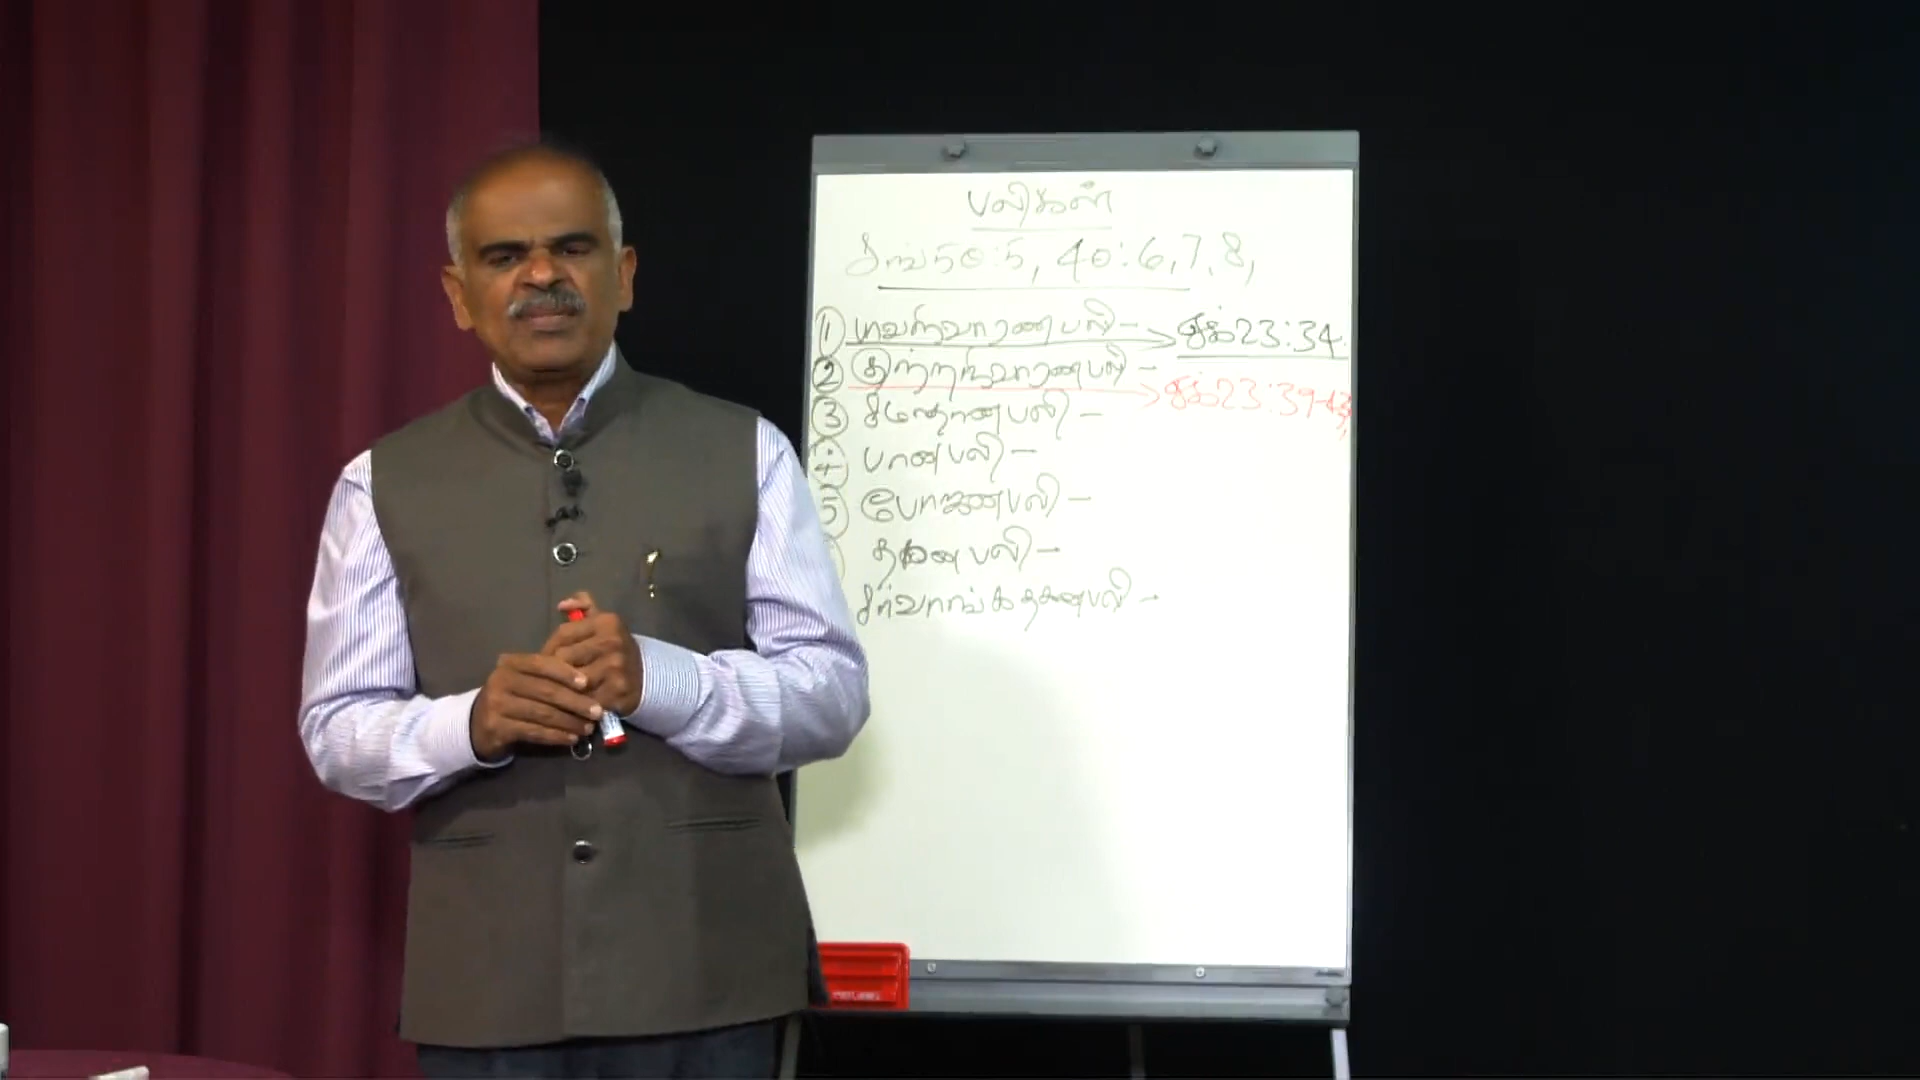 பலிகள்
சங் 50:5, 40:6,7,8,
① பாவநிவாரணபலி – லூக் 23:34
② குற்றநிவாரணபலி – லூக் 23:39-43,
③ சமாதானபலி –
④ பானபலி –
5 போஜனபலி –
தகனபலி –
சர்வாங்க தகனபலி –